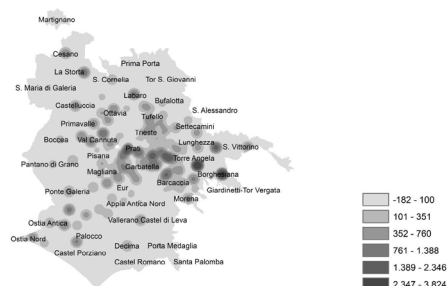 Martignano
Cesano
Prima Porta
La Storta
S. Cornelia
Tor S. Giovanni
S. Maria di Galeria
Labaro
Bufalotta
Castelluccia
Ottavia
S. Alessandro
Tufello
Primavalle
Settecamini
Trieste
Boccea
Val Cannuta
Lunghezza
S. Vittorino
Prati
Pisana
Torre Angela
Pantano di Grano
Garbatella
Magliana
Borghesiana
Barcaccia
Eur
Giardinetti-Tor Vergata
Ponte Galeria
Morena
Appia Antica Nord
Ostia Antica
Vallerano Castel di Leva
Ostia Nord
Palocco
Decima
Porta Medaglia
Castel Porziano
Castel Romano
Santa Palomba
-182 - 100
101 - 351
352 - 760
761 - 1.388
1.389 - 2.346
2.347 - 3.824